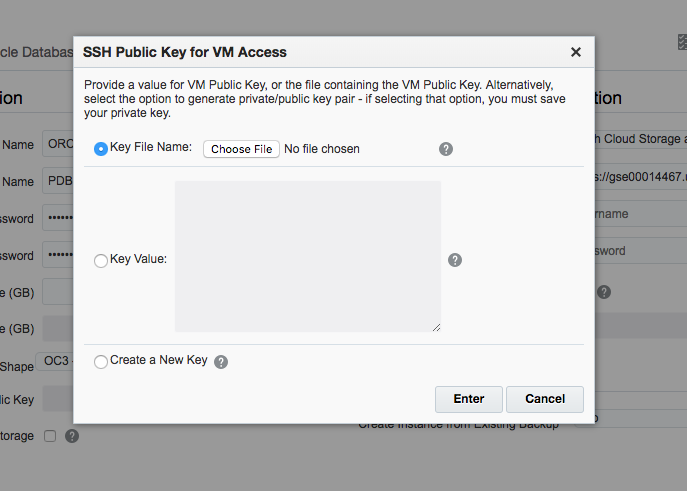 SSH Public Key for VM Access
Provide a value for VM Public Key, or the file containing the VM Public Key. Alternatively,
select the option to generate private/public key pair - if selecting that option, you must save
your private key.
Key File Name: Choose File No file chosen ?
Key Value: ?
Create a New Key ?
Enter Cancel
cle Databas
ion
Name ORC
Name PDB
ssword •••••••
ssword •••••••
e (GB)
e (GB)
Shape OC3 -
lic Key
torage ?
tion
h Cloud Storage a
s://gse00014467.
rname
sword
?
Create Instance from Existing Backup